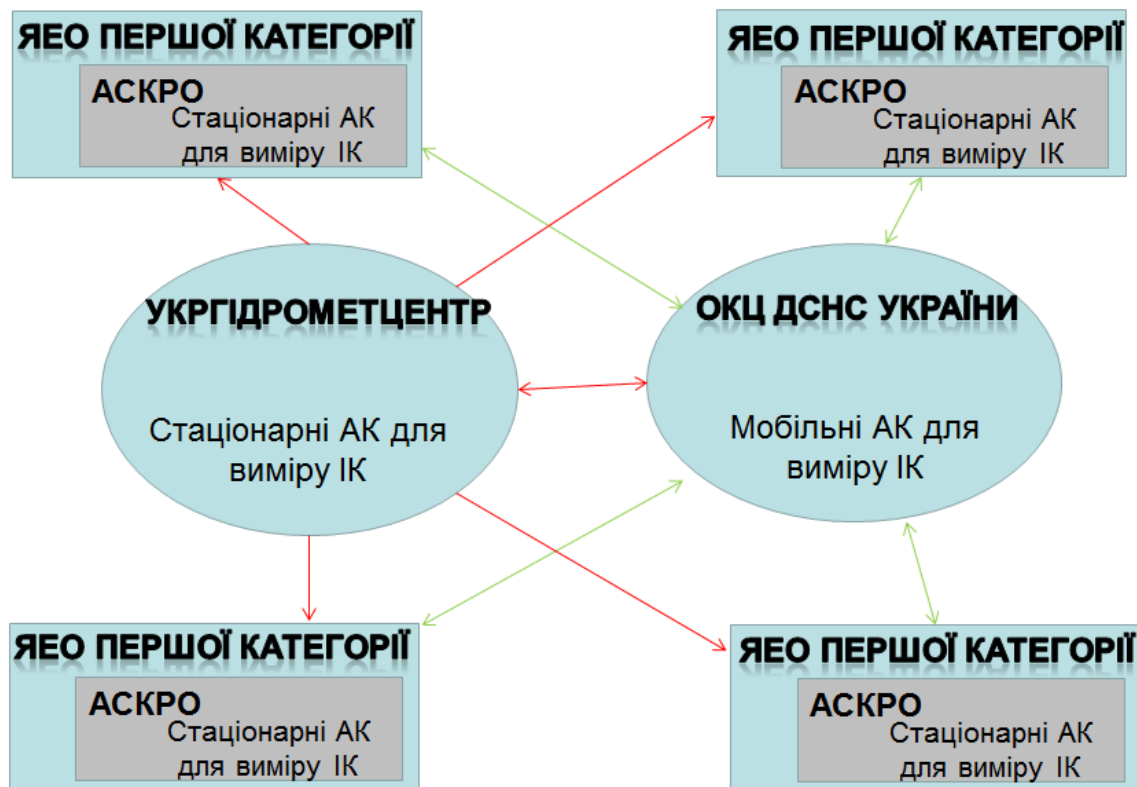 ЯЕО ПЕРШОЇ КАТЕГОРІЇ
АСКРО
Стаціонарні АК
для виміру ІК
ЯЕО ПЕРШОЇ КАТЕГОРІЇ
АСКРО
Стаціонарні АК
для виміру ІК
УКРГІДРОМЕТЦЕНТР
Стаціонарні АК для
виміру ІК
ОКЦ ДСНС УКРАЇНИ
Мобільні АК для
виміру ІК
ЯЕО ПЕРШОЇ КАТЕГОРІЇ
АСКРО
Стаціонарні АК
для виміру ІК
ЯЕО ПЕРШОЇ КАТЕГОРІЇ
АСКРО
Стаціонарні АК
для виміру ІК